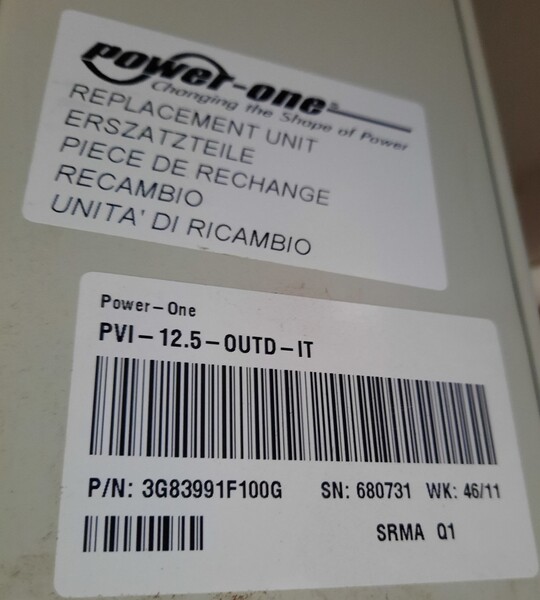 power-one
Changing the Shape of Power
REPLACEMENT UNIT
ERSZATZTEILE
PIECE DE RECHANGE
RECAMBIO
UNITA' DI RICAMBIO
Power-One
PVI-12.5-OUTD-IT
P/N: 3G83991F100G SN: 680731 WK: 46/11
SRMA Q1